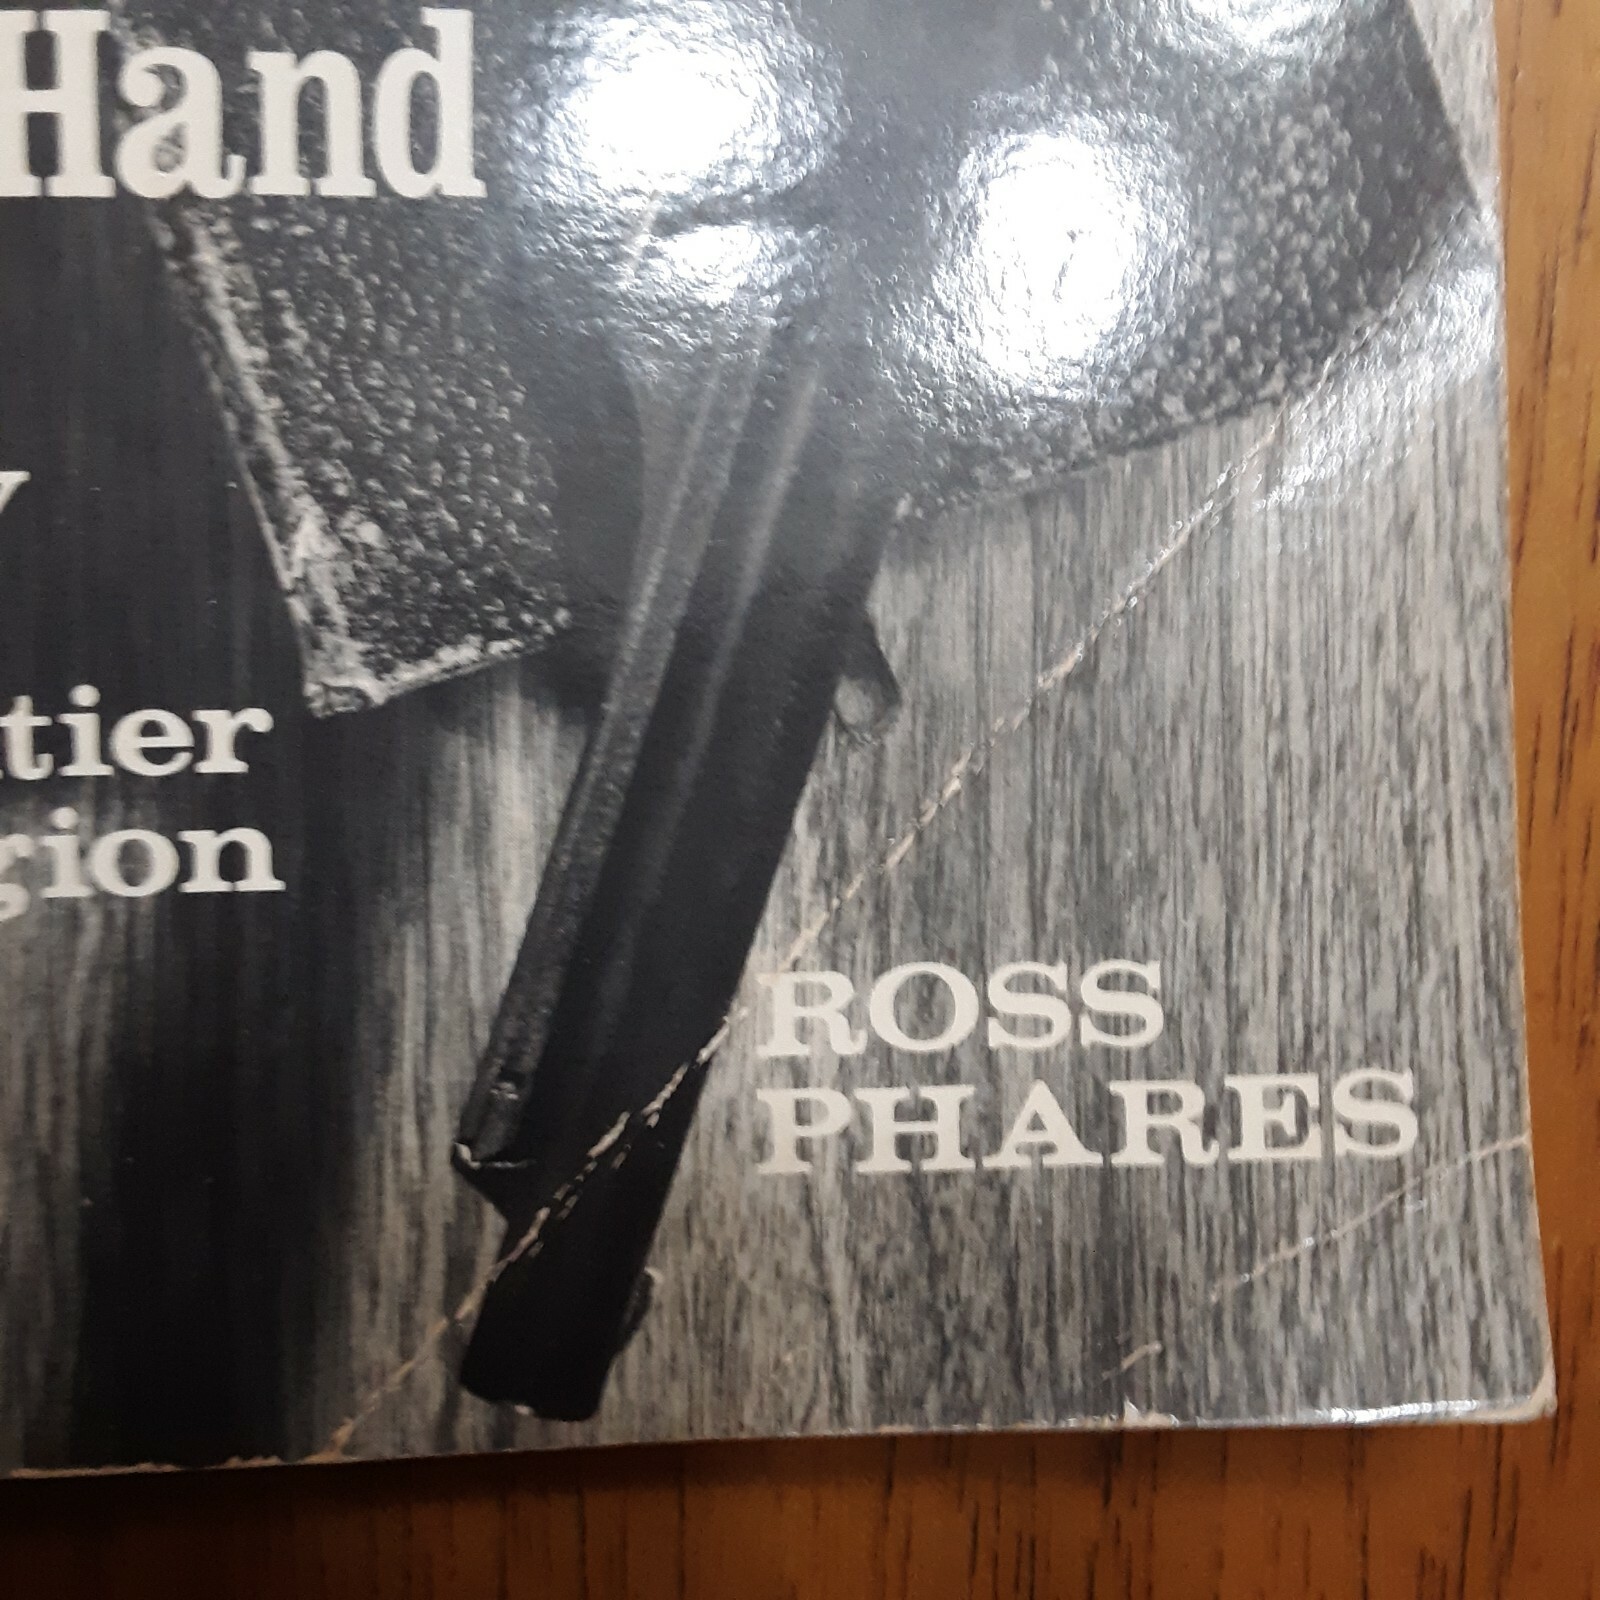 Hand
y
tier
gion
ROSS
PHARES